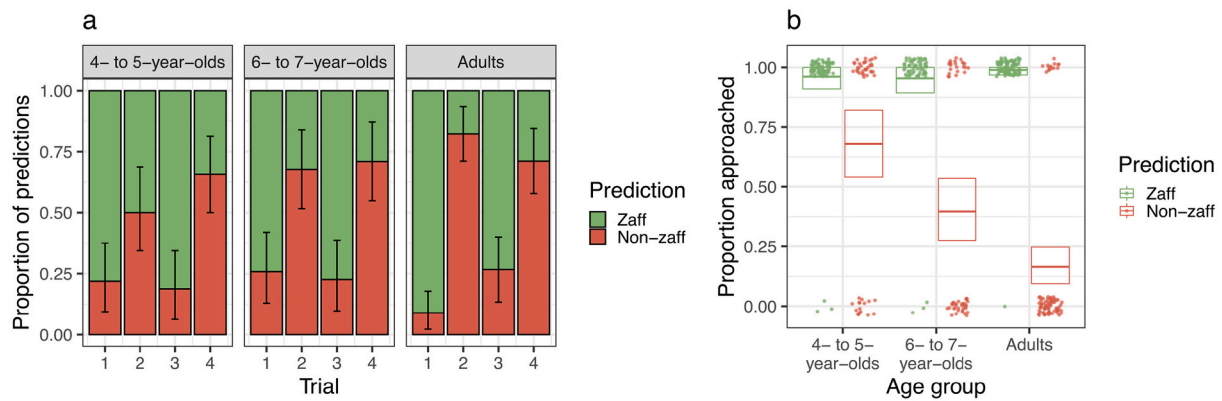 a
4- to 5-year-olds
6- to 7-year-olds
Adults
Proportion of predictions
1.00
0.75
0.50
0.25
0.00
1 2 3 4
1 2 3 4
1 2 3 4
Trial
Prediction
Zaff
Non-zaff
b
Proportion approached
1.00
0.75
0.50
0.25
0.00
4- to 5-
year-olds
6- to 7-
year-olds
Adults
Age group
Prediction
Zaff
Non-zaff